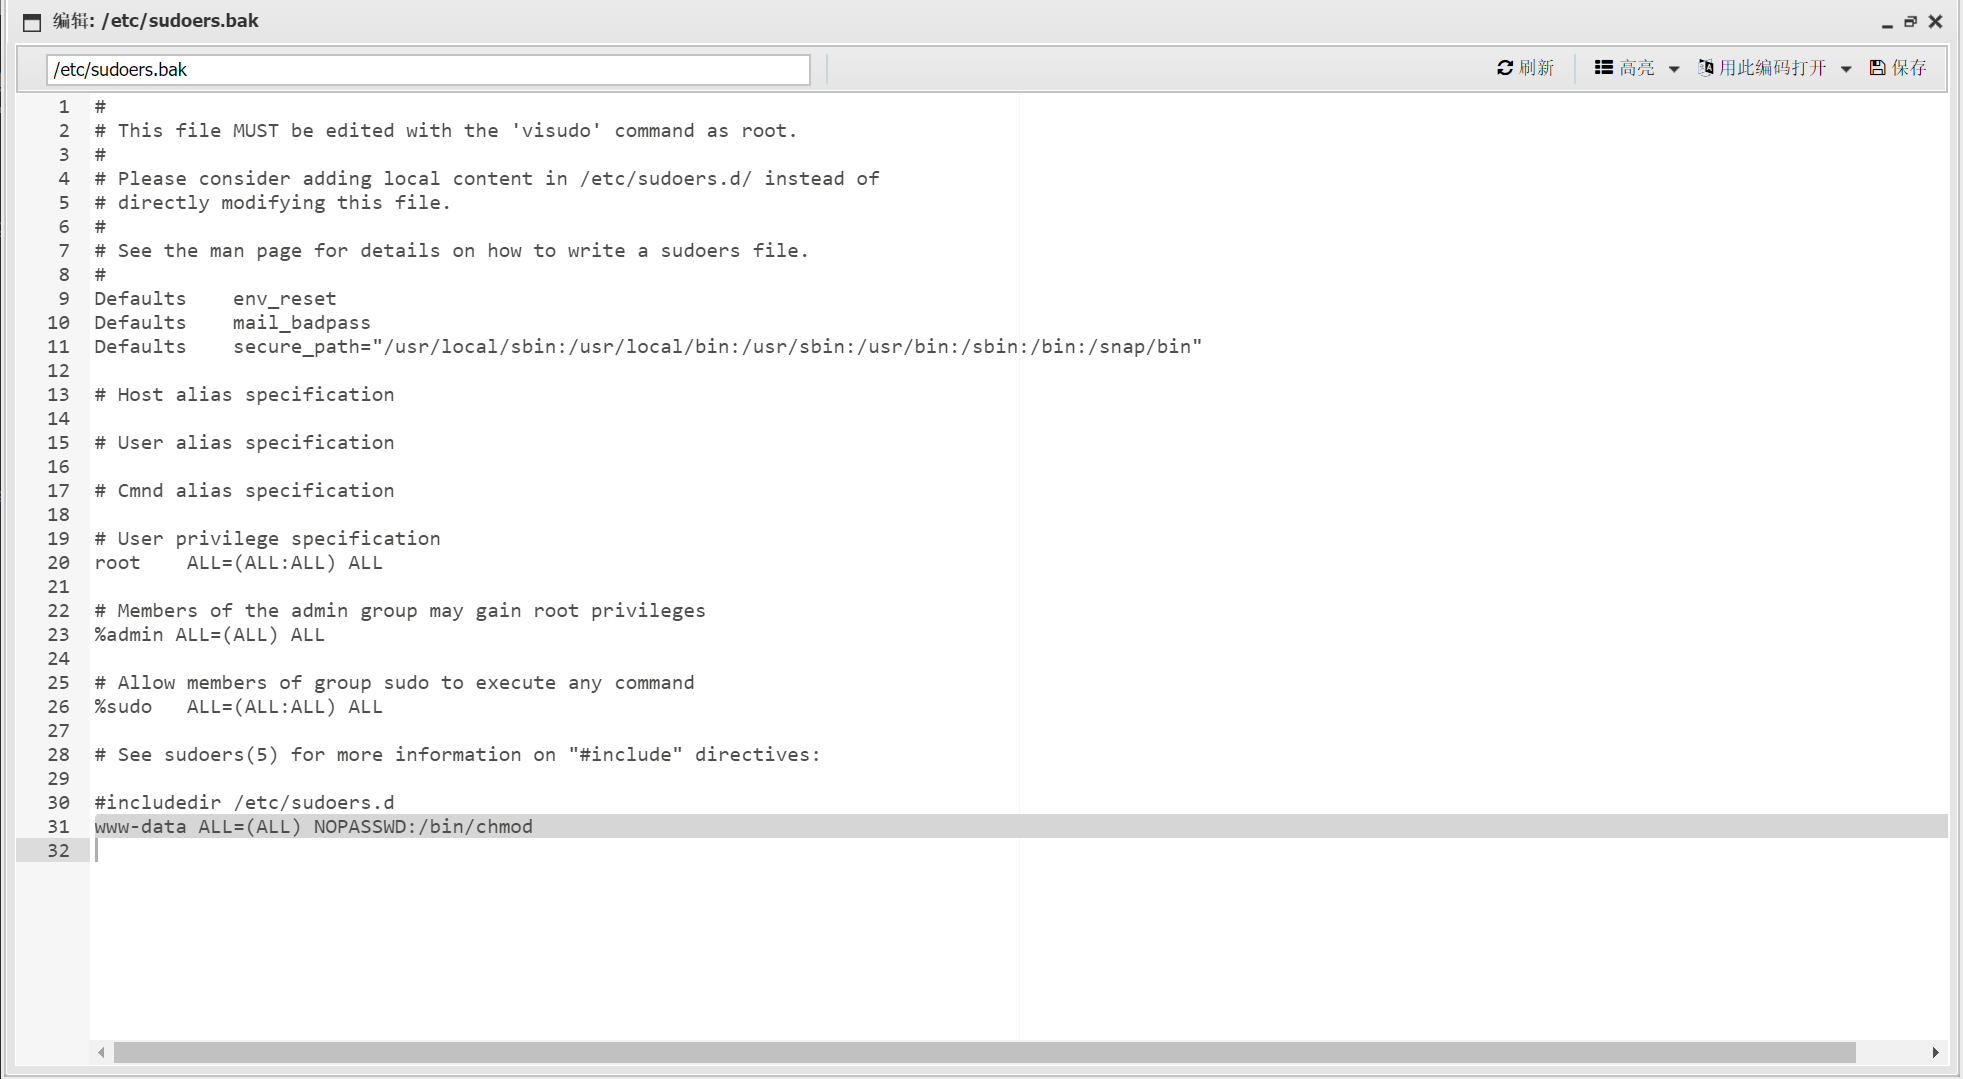 编辑: /etc/sudoers.bak
/etc/sudoers.bak 刷新 高亮 用此编码打开 保存
1 #
2 # This file MUST be edited with the 'visudo' command as root.
3 #
4 # Please consider adding local content in /etc/sudoers.d/ instead of
5 # directly modifying this file.
6 #
7 # See the man page for details on how to write a sudoers file.
8 #
9 Defaults    env_reset
10 Defaults    mail_badpass
11 Defaults    secure_path="/usr/local/sbin:/usr/local/bin:/usr/sbin:/usr/bin:/sbin:/bin:/snap/bin"
12
13 # Host alias specification
14
15 # User alias specification
16
17 # Cmnd alias specification
18
19 # User privilege specification
20 root    ALL=(ALL:ALL) ALL
21
22 # Members of the admin group may gain root privileges
23 %admin ALL=(ALL) ALL
24
25 # Allow members of group sudo to execute any command
26 %sudo   ALL=(ALL:ALL) ALL
27
28 # See sudoers(5) for more information on "#include" directives:
29
30 #includedir /etc/sudoers.d
31 www-data ALL=(ALL) NOPASSWD:/bin/chmod
32